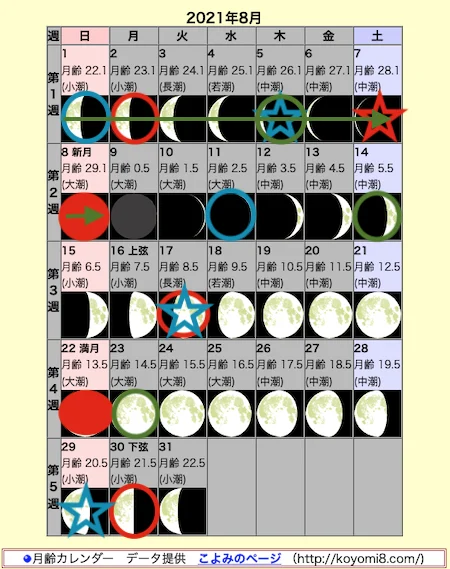 2021年8月
週 日 月 火 水 木 金 土
第1週
1 2 3 4 5 6 7
月齢 22.1 月齢 23.1 月齢 24.1 月齢 25.1 月齢 26.1 月齢 27.1 月齢 28.1
(小潮) (小潮) (長潮) (若潮) (中潮) (中潮) (中潮)
第2週
8 新月 9 10 11 12 13 14
月齢 29.1 月齢 0.5 月齢 1.5 月齢 2.5 月齢 3.5 月齢 4.5 月齢 5.5
(大潮) (大潮) (大潮) (大潮) (中潮) (中潮) (中潮)
第3週
15 16 上弦 17 18 19 20 21
月齢 6.5 月齢 7.5 月齢 8.5 月齢 9.5 月齢 10.5 月齢 11.5 月齢 12.5
(小潮) (小潮) (長潮) (若潮) (中潮) (中潮) (中潮)
第4週
22 満月 23 24 25 26 27 28
月齢 13.5 月齢 14.5 月齢 15.5 月齢 16.5 月齢 17.5 月齢 18.5 月齢 19.5
(大潮) (大潮) (大潮) (大潮) (中潮) (中潮) (中潮)
第5週
29 30 下弦 31
月齢 20.5 月齢 21.5 月齢 22.5
(小潮) (小潮) (小潮)
月齢カレンダー データ提供 こよみのページ (http://koyomi8.com/)